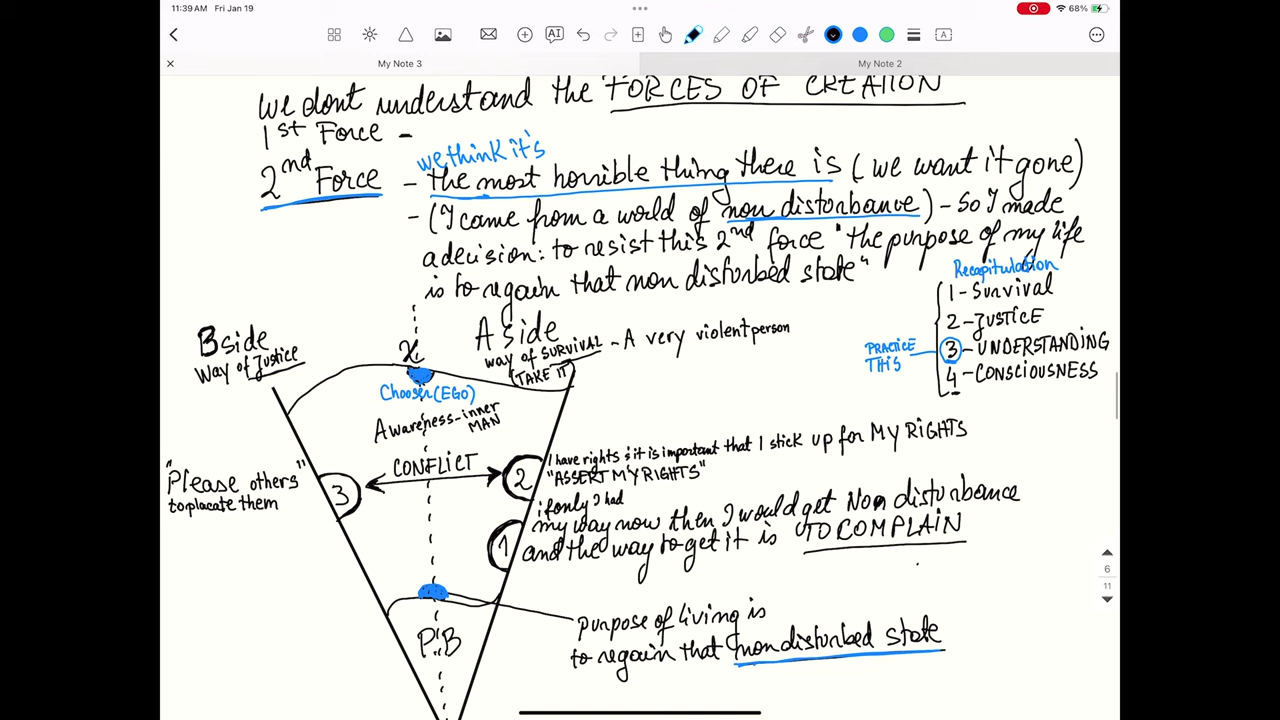 11:39 AM Fri Jan 19
68%
My Note 3
My Note 2
we dont understand the FORCES OF CREATION
1st Force -
we think it's
2nd Force - the most horrible thing there is (we want it gone)
- (I came from a world of non disturbance) - So I made
a decision: to resist this 2nd force "the purpose of my life
is to regain that non disturbed state"
Recapitulation
1 - Survival
2 - JUSTICE
PRACTICE THIS
3 - UNDERSTANDING
4 - CONSCIOUSNESS
B side
Way of Justice
A side
way of SURVIVAL - A very violent person
(TAKE IT)
X
Chooser (EGO)
Awareness-inner
MAN
CONFLICT
"Please others"
to placate them
3
2
I have rights & it is important that I stick up for MY RIGHTS
"ASSERT MY RIGHTS"
if only I had
my way now then I would get Non disturbance
1
and the way to get it is TO COMPLAIN
purpose of living is
to regain that nondisturbed state
P:B
6
11